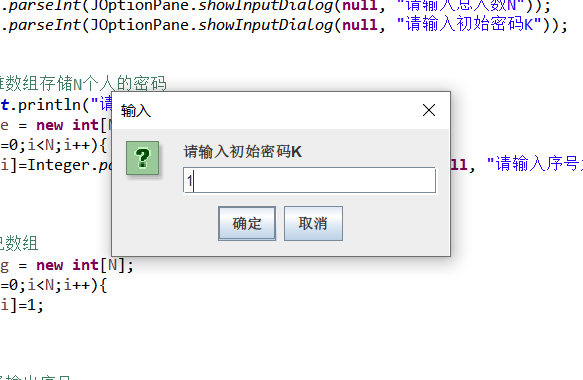 .parseInt(JOptionPane.showInputDialog(null, "请输入总人数N"));
.parseInt(JOptionPane.showInputDialog(null, "请输入初始密码K"));
数组存储N个人的密码
t.println("请
输入
e = new int[N
=0;i<N;i++){
请输入初始密码K
i]=Integer.pa
ll, "请输入序号
1
确定
取消
数组
g = new int[N];
=0;i<N;i++){
i]=1;